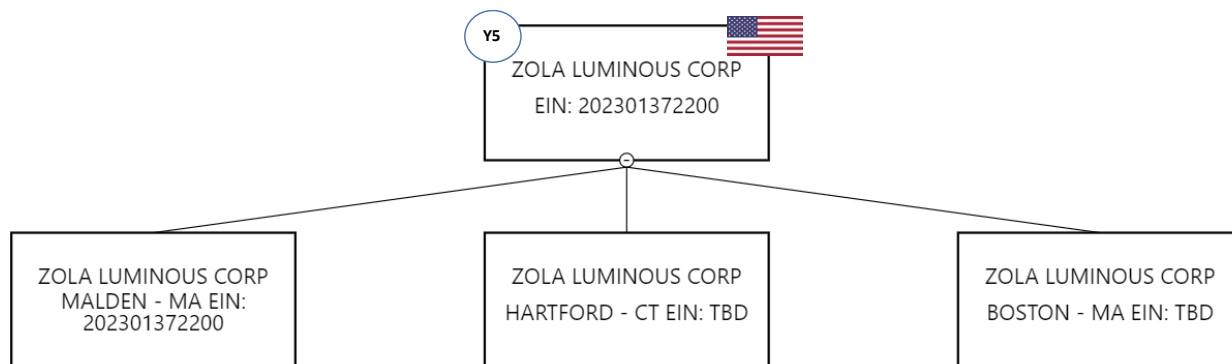 Y5
ZOLA LUMINOUS CORP
EIN: 202301372200
ZOLA LUMINOUS CORP
MALDEN - MA EIN:
202301372200
ZOLA LUMINOUS CORP
HARTFORD - CT EIN: TBD
ZOLA LUMINOUS CORP
BOSTON - MA EIN: TBD